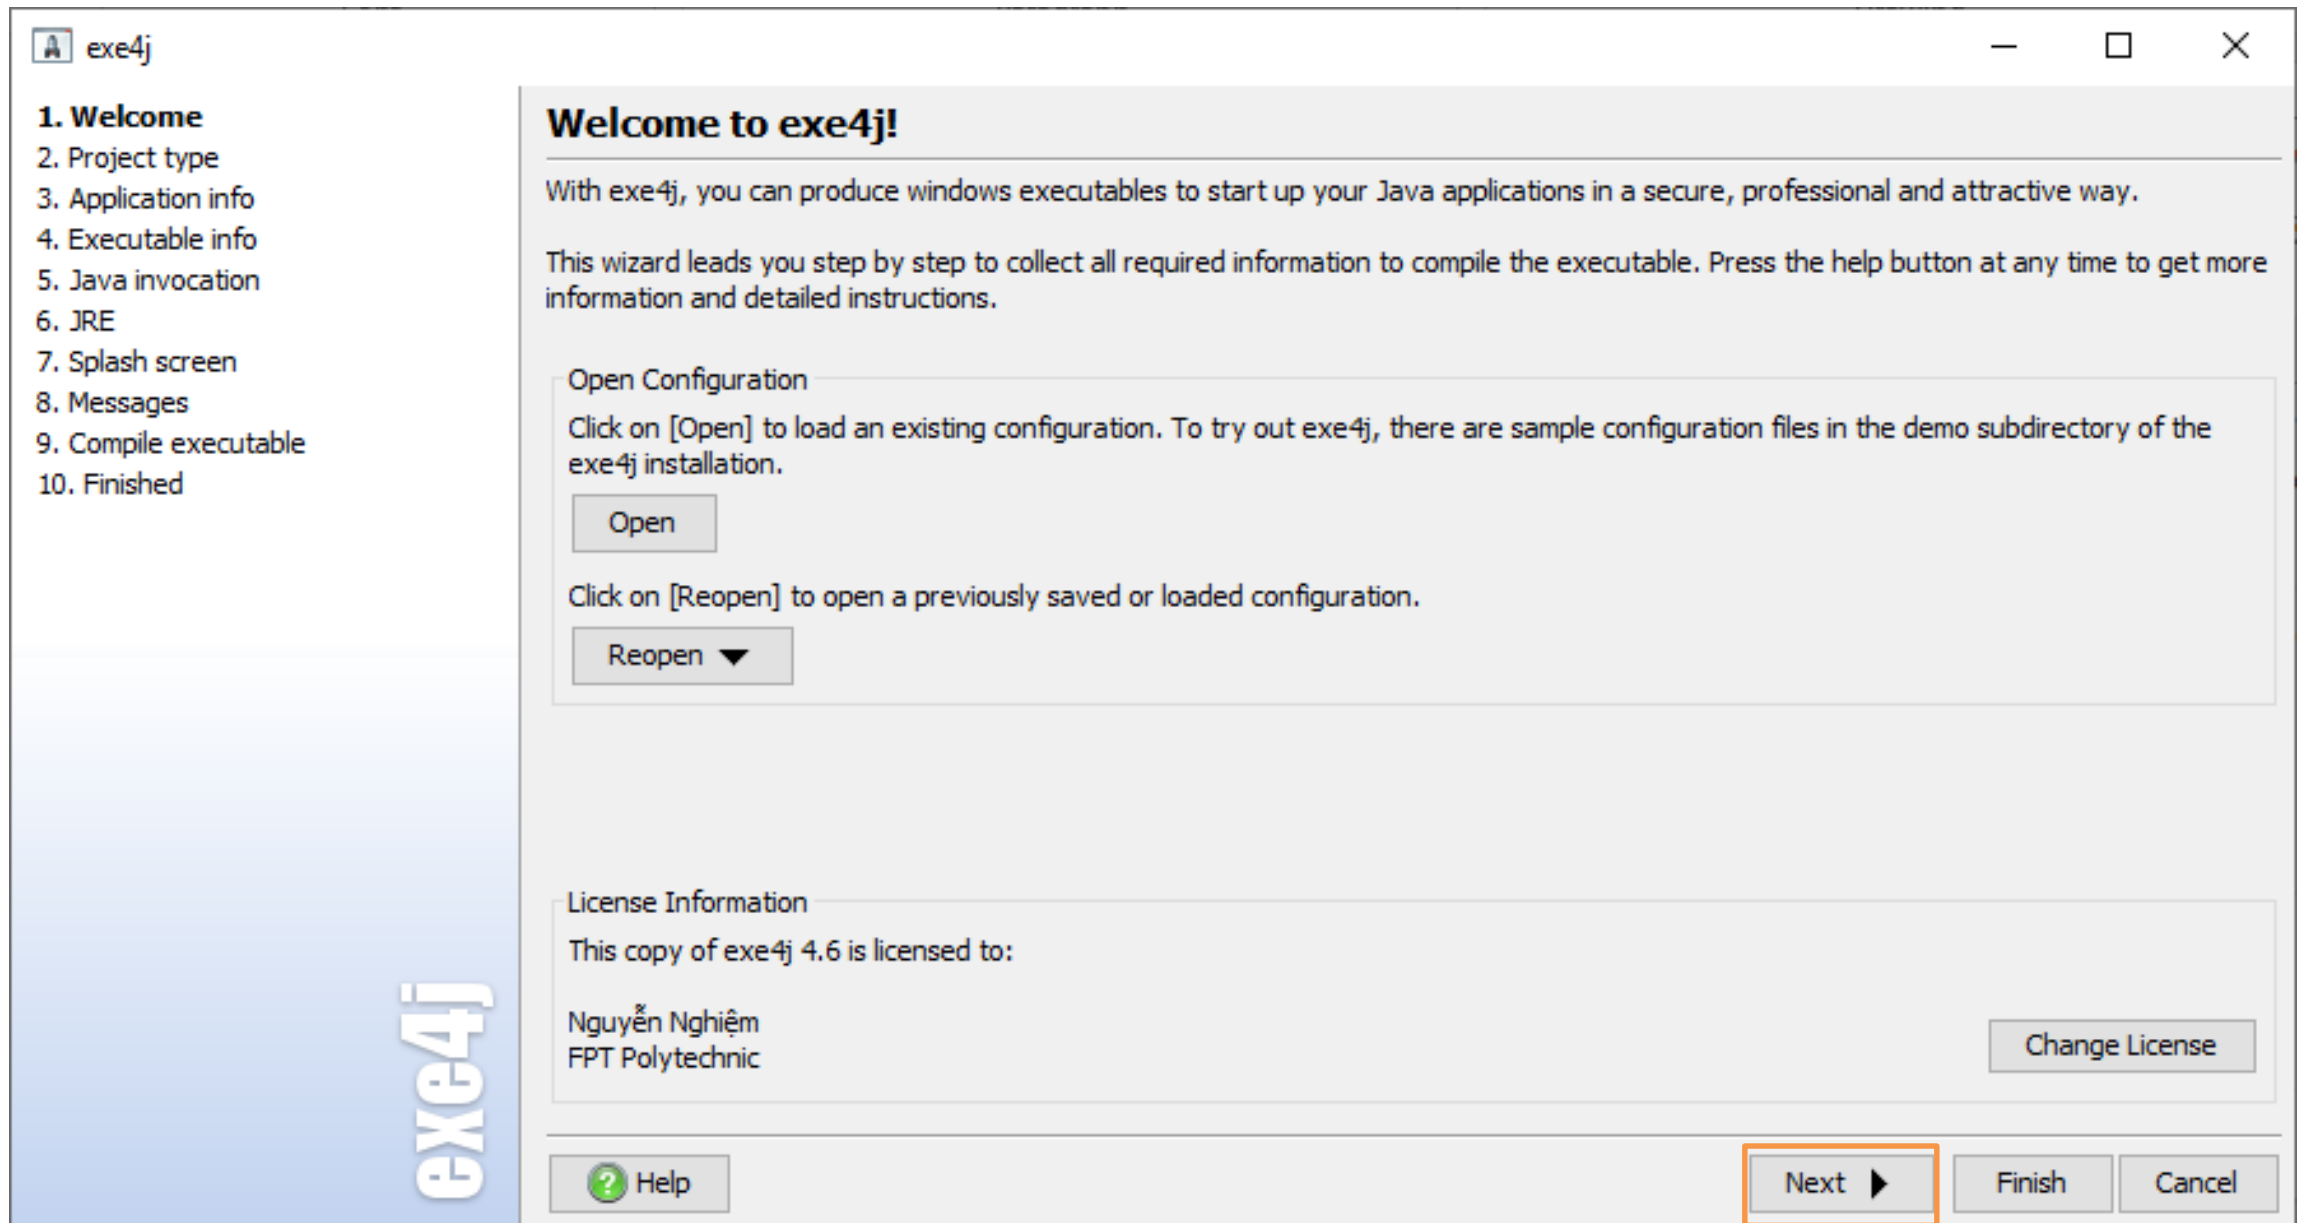 exe4j
1. Welcome
2. Project type
3. Application info
4. Executable info
5. Java invocation
6. JRE
7. Splash screen
8. Messages
9. Compile executable
10. Finished
exe4j
Welcome to exe4j!
With exe4j, you can produce windows executables to start up your Java applications in a secure, professional and attractive way.
This wizard leads you step by step to collect all required information to compile the executable. Press the help button at any time to get more
information and detailed instructions.
Open Configuration
Click on [Open] to load an existing configuration. To try out exe4j, there are sample configuration files in the demo subdirectory of the
exe4j installation.
Open
Click on [Reopen] to open a previously saved or loaded configuration.
Reopen
License Information
This copy of exe4j 4.6 is licensed to:
Nguyễn Nghiệm
FPT Polytechnic
Change License
Help
Next
Finish
Cancel